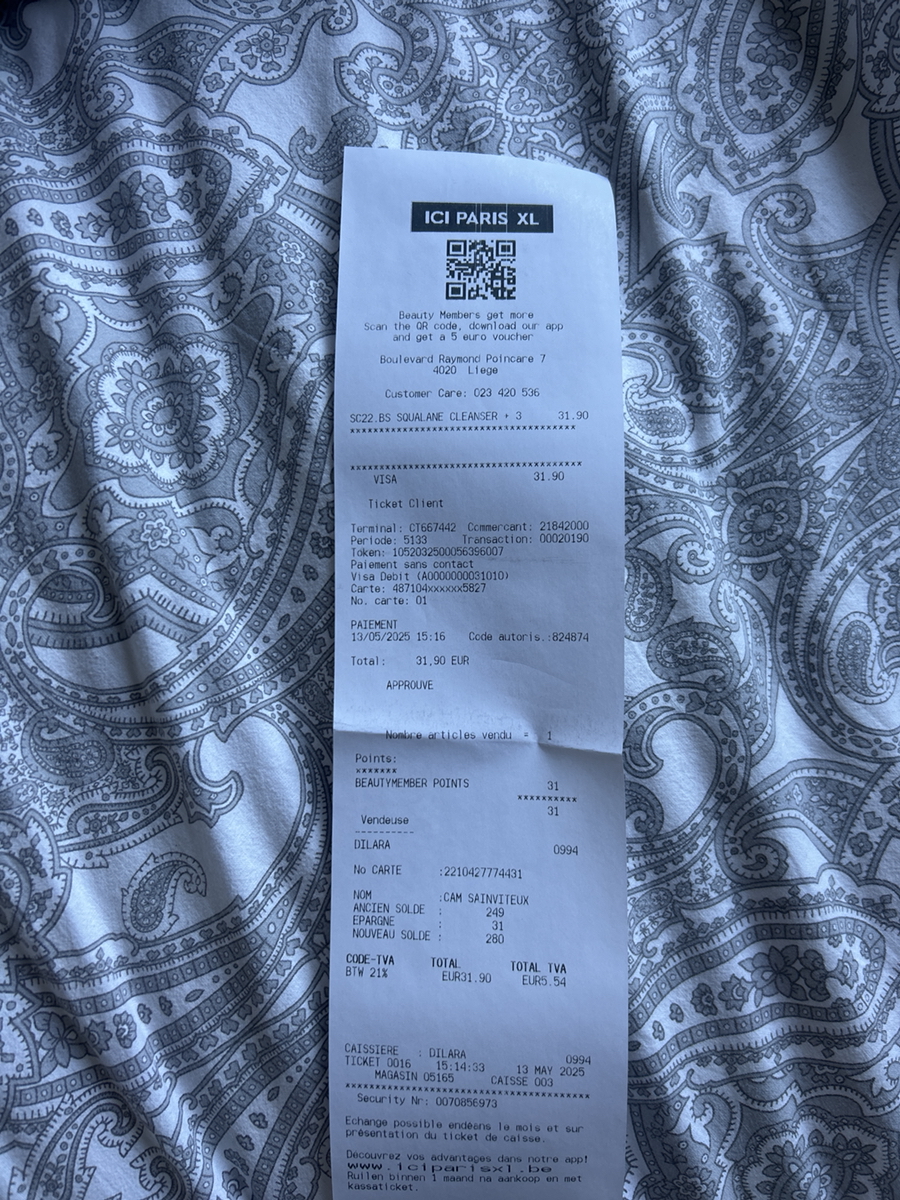 ICI PARIS XL
Beauty Members get more
Scan the QR code, download our app
and get a 5 euro voucher
Boulevard Raymond Poincare 7
4020 Liege
Customer Care: 023 420 536
SC22.BS SQUALANE CLEANSER + 3 31.90
************************************
************************************
VISA 31.90
Ticket Client
Terminal: CT667442 Commercant: 21842000
Periode: 5133 Transaction: 00020190
Token: 1052032500056396007
Paiement sans contact
Visa Debit (A0000000031010)
Carte: 487104xxxxxx5827
No. carte: 01
PAIEMENT
13/05/2025 15:16 Code autoris.:824874
Total: 31,90 EUR
APPROUVE
Nombre articles vendu = 1
Points:
*******
BEAUTYMEMBER POINTS 31
**********
31
Vendeuse
----------
DILARA 0994
No CARTE :2210427774431
NOM :CAM SAINVITEUX
ANCIEN SOLDE : 249
EPARGNE : 31
NOUVEAU SOLDE : 280
CODE-TVA TOTAL TOTAL TVA
BTW 21% EUR31.90 EUR5.54
CAISSIERE : DILARA 0994
TICKET 0016 15:14:33 13 MAY 2025
MAGASIN 05165 CAISSE 003
****************************************
Security Nr: 0070856973
Echange possible endéans le mois et sur
présentation du ticket de caisse.
Découvrez vos advantages dans notre app!
www.iciparisxl.be
Ruilen binnen 1 maand na aankoop en met
kassaticket.